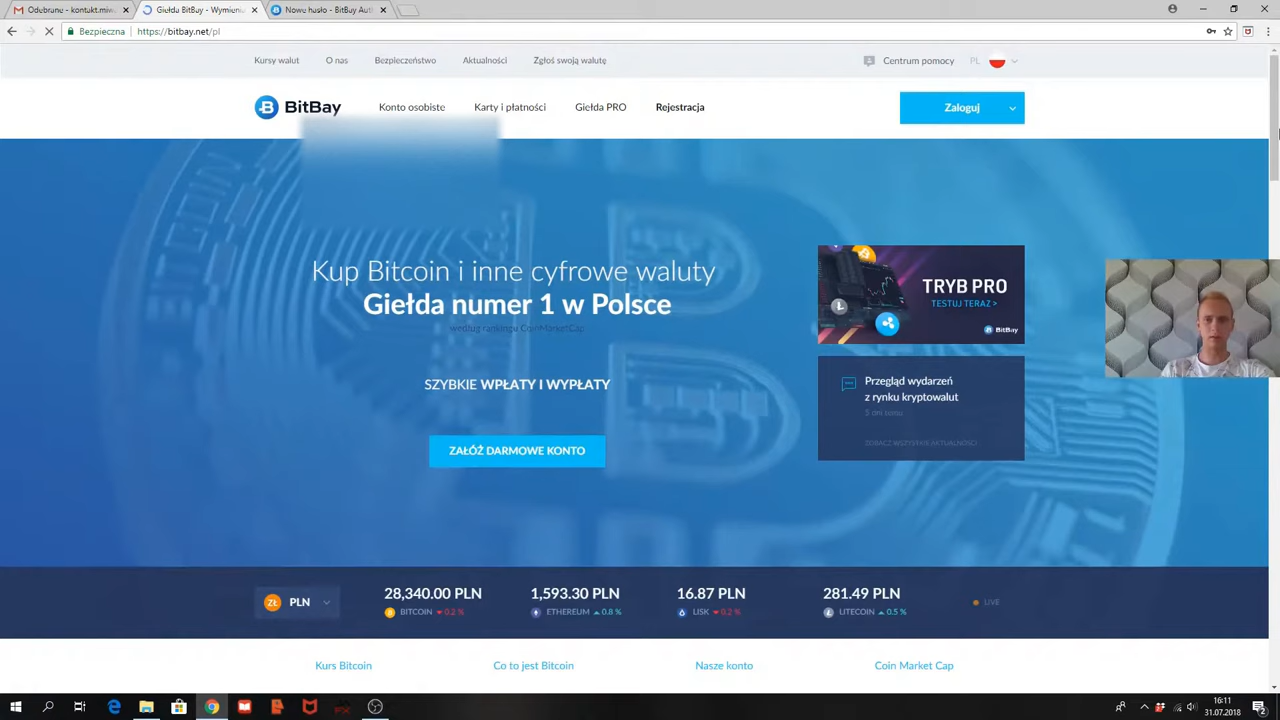 Odebrane - kontakt.miw
Giełda BitBay - Wymienia
Nowe hasło - BitBay Aut
Bezpieczna
https://bitbay.net/pl
Kursy walut
O nas
Bezpieczeństwo
Aktualności
Zgłoś swoją walutę
Centrum pomocy
PL
BitBay
Konto osobiste
Karty i płatności
Giełda PRO
Rejestracja
Zaloguj
Kup Bitcoin i inne cyfrowe waluty
Giełda numer 1 w Polsce
według rankingu CoinMarketCap
SZYBKIE WPŁATY I WYPŁATY
ZAŁÓŻ DARMOWE KONTO
TRYB PRO
TESTUJ TERAZ >
BitBay
Przegląd wydarzeń
z rynku kryptowalut
5 dni temu
ZOBACZ WSZYSTKIE AKTUALNOŚCI
ZŁ PLN
28,340.00 PLN
BITCOIN 0.2 %
1,593.30 PLN
ETHEREUM 0.8 %
16.87 PLN
LISK 0.2 %
281.49 PLN
LITECOIN 0.5 %
LIVE
Kurs Bitcoin
Co to jest Bitcoin
Nasze konto
Coin Market Cap
16:11
31.07.2018
2